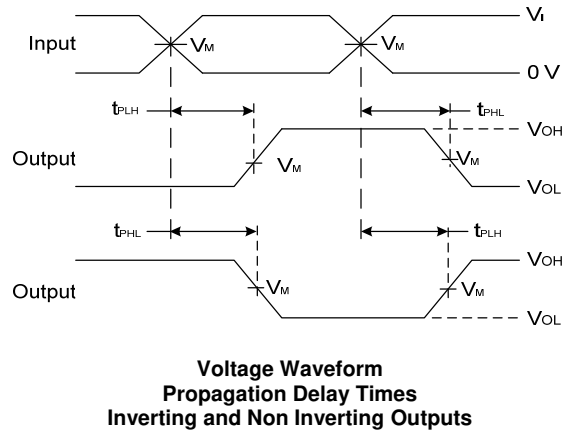 VI
Input
VM
VM
0 V
tPLH
tPHL
VOH
Output
VM
VM
VOL
tPHL
tPLH
VOH
Output
VM
VM
VOL
Voltage Waveform
Propagation Delay Times
Inverting and Non Inverting Outputs